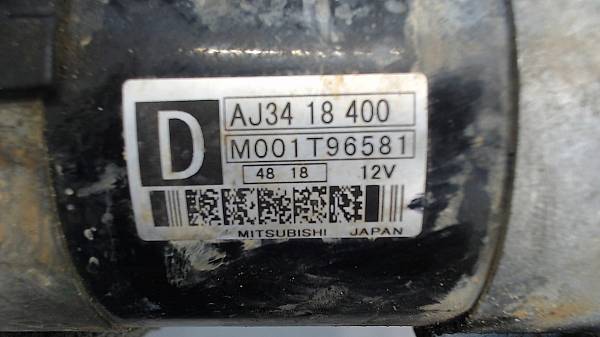 D
AJ34 18 400
M001T96581
48 18 12V
MITSUBISHI JAPAN